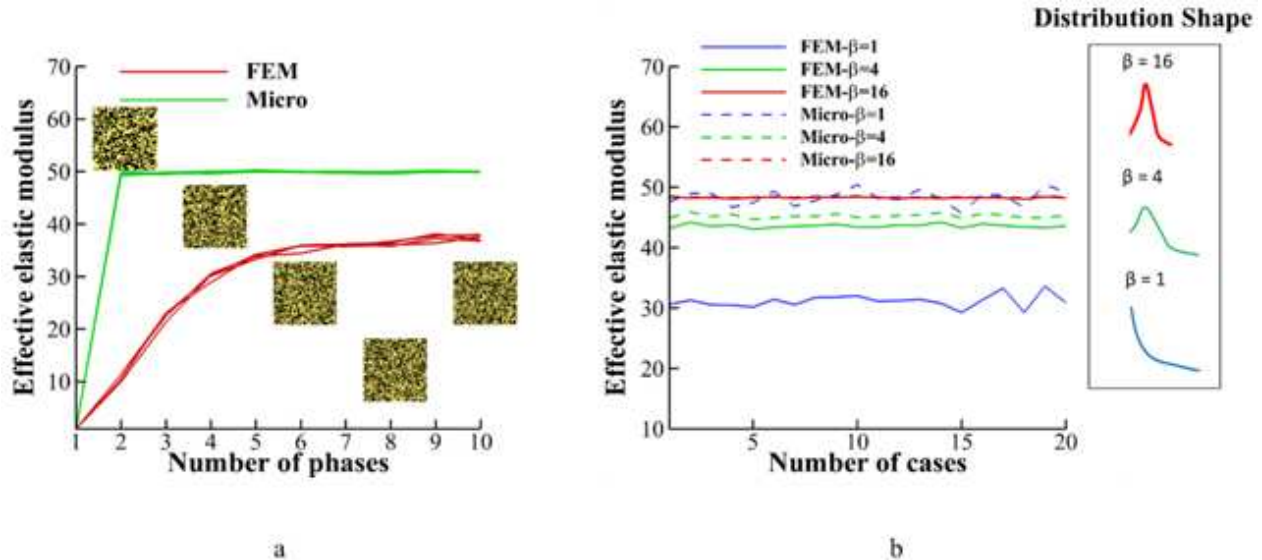 FEM
Micro
Effective elastic modulus
70
60
50
40
30
20
10
1 2 3 4 5 6 7 8 9 10
Number of phases
a
FEM-β=1
FEM-β=4
FEM-β=16
Micro-β=1
Micro-β=4
Micro-β=16
Effective elastic modulus
70
60
50
40
30
20
10
5 10 15 20
Number of cases
b
Distribution Shape
β = 16
β = 4
β = 1